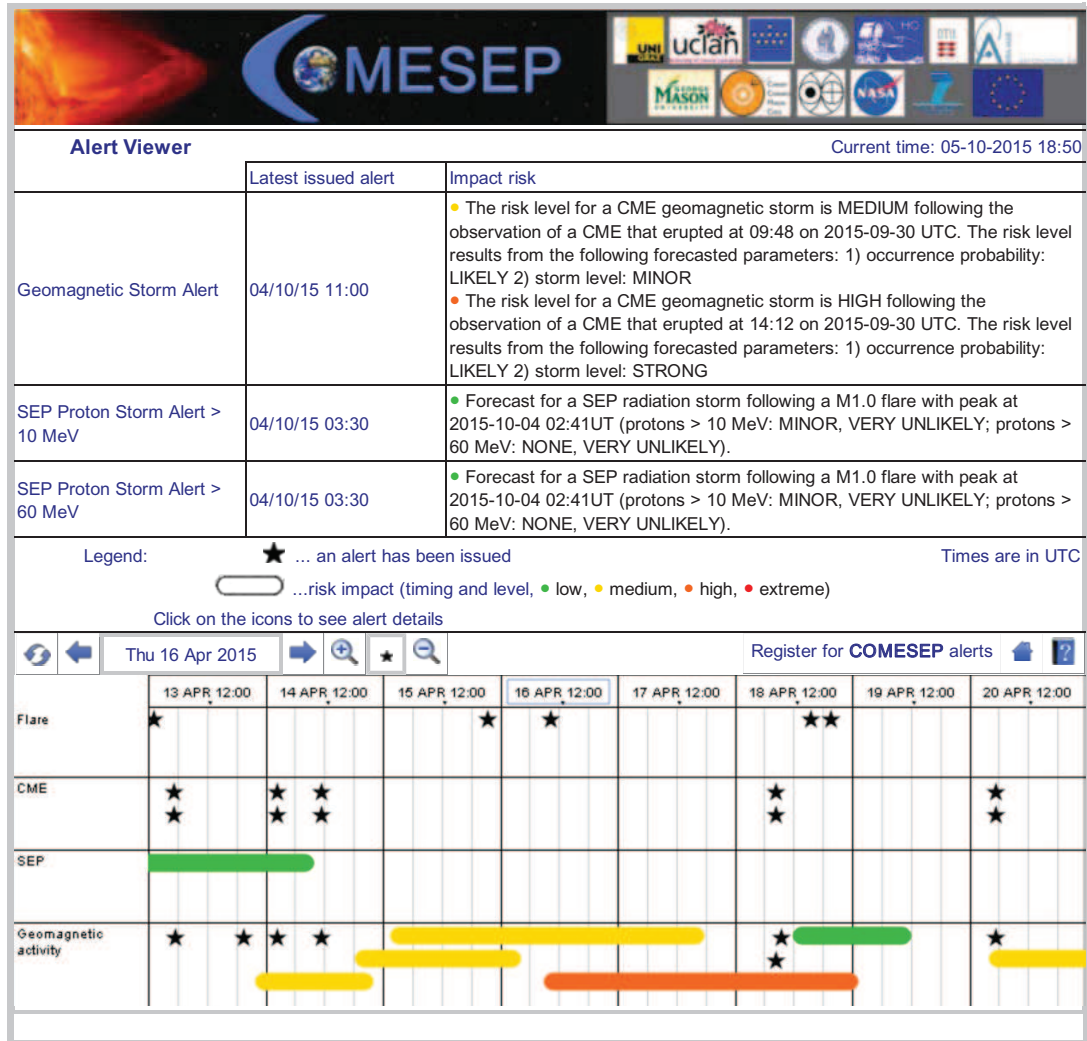 COMESEP
UNI
GRAZ
uclan
HO
DTU
GEORGE
MASON
UNIVERSITY
NASA
Alert Viewer
Current time: 05-10-2015 18:50
Latest issued alert
Impact risk
Geomagnetic Storm Alert
04/10/15 11:00
• The risk level for a CME geomagnetic storm is MEDIUM following the
observation of a CME that erupted at 09:48 on 2015-09-30 UTC. The risk level
results from the following forecasted parameters: 1) occurrence probability:
LIKELY 2) storm level: MINOR
• The risk level for a CME geomagnetic storm is HIGH following the
observation of a CME that erupted at 14:12 on 2015-09-30 UTC. The risk level
results from the following forecasted parameters: 1) occurrence probability:
LIKELY 2) storm level: STRONG
SEP Proton Storm Alert >
10 MeV
04/10/15 03:30
• Forecast for a SEP radiation storm following a M1.0 flare with peak at
2015-10-04 02:41UT (protons > 10 MeV: MINOR, VERY UNLIKELY; protons >
60 MeV: NONE, VERY UNLIKELY).
SEP Proton Storm Alert >
60 MeV
04/10/15 03:30
• Forecast for a SEP radiation storm following a M1.0 flare with peak at
2015-10-04 02:41UT (protons > 10 MeV: MINOR, VERY UNLIKELY; protons >
60 MeV: NONE, VERY UNLIKELY).
Legend:
★ ... an alert has been issued
Times are in UTC
...risk impact (timing and level, • low, • medium, • high, • extreme)
Click on the icons to see alert details
Thu 16 Apr 2015
Register for COMESEP alerts
?
13 APR 12:00
14 APR 12:00
15 APR 12:00
16 APR 12:00
17 APR 12:00
18 APR 12:00
19 APR 12:00
20 APR 12:00
Flare
CME
SEP
Geomagnetic
activity